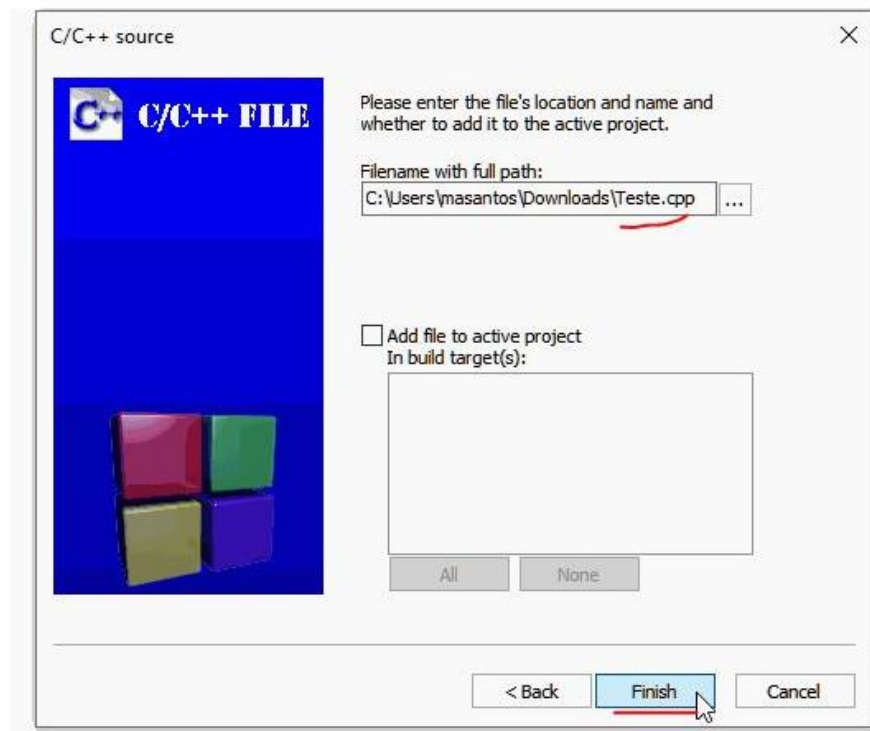 C/C++ source
C++ C/C++ FILE
Please enter the file's location and name and
whether to add it to the active project.
Filename with full path:
C:\Users\masantos\Downloads\Teste.cpp
...
Add file to active project
In build target(s):
All
None
< Back
Finish
Cancel